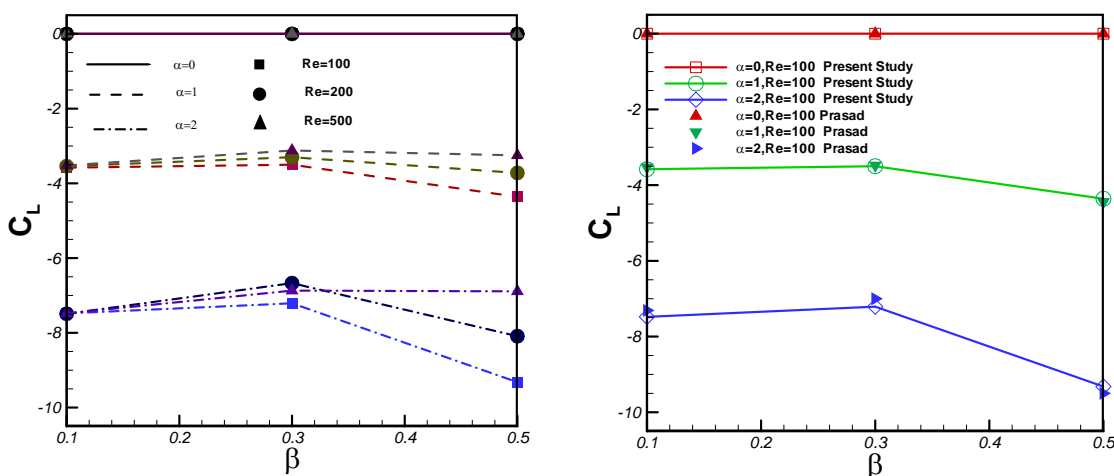 0
-2
-4
-6
-8
-10
0.1
0.2
0.3
0.4
0.5
β
C_L
α=0
α=1
α=2
Re=100
Re=200
Re=500
0
-2
-4
-6
-8
-10
0.1
0.2
0.3
0.4
0.5
β
C_L
α=0,Re=100 Present Study
α=1,Re=100 Present Study
α=2,Re=100 Present Study
α=0,Re=100 Prasad
α=1,Re=100 Prasad
α=2,Re=100 Prasad